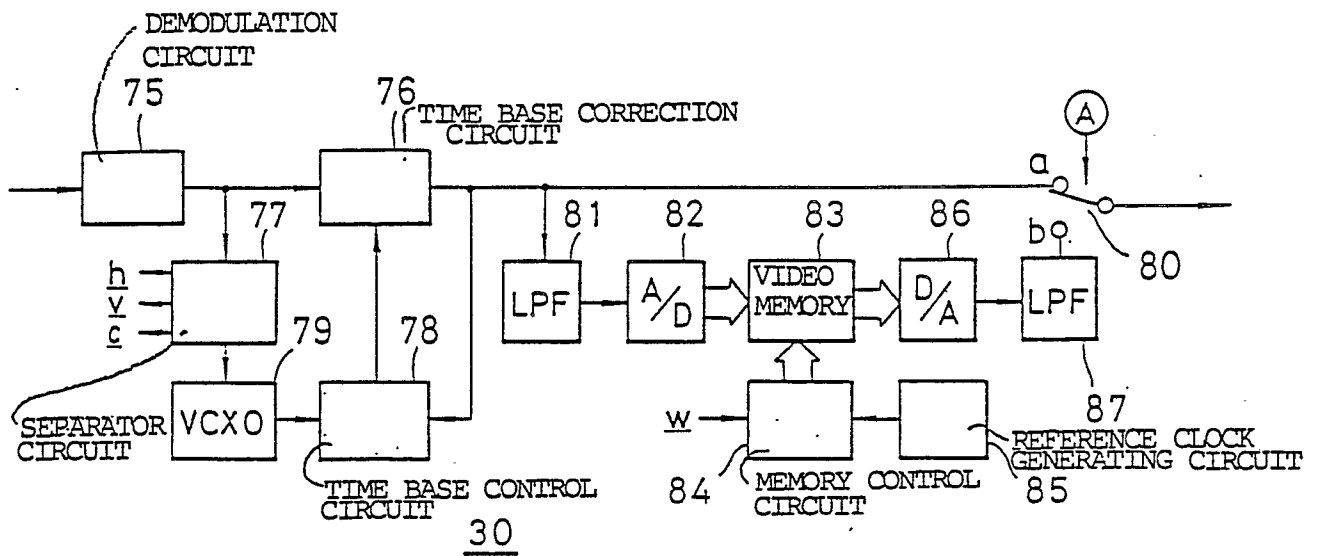 DEMODULATION
CIRCUIT
75
76
TIME BASE CORRECTION
CIRCUIT
A
a
77
81
82
83
86
b
80
h
v
c
LPF
A/D
VIDEO
MEMORY
D/A
LPF
79
78
87
SEPARATOR
CIRCUIT
VCXO
w
REFERENCE CLOCK
GENERATING CIRCUIT
85
TIME BASE CONTROL
CIRCUIT
84
MEMORY CONTROL
CIRCUIT
30